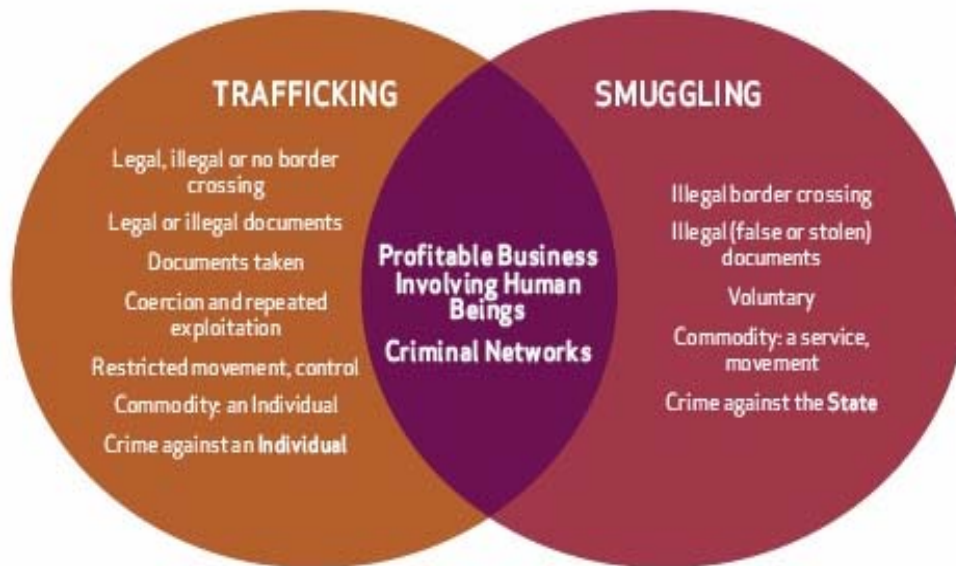 TRAFFICKING
Legal, illegal or no border
crossing
Legal or illegal documents
Documents taken
Coercion and repeated
exploitation
Restricted movement, control
Commodity: an Individual
Crime against an Individual
Profitable Business
Involving Human
Beings
Criminal Networks
SMUGGLING
Illegal border crossing
Illegal (false or stolen)
documents
Voluntary
Commodity: a service,
movement
Crime against the State